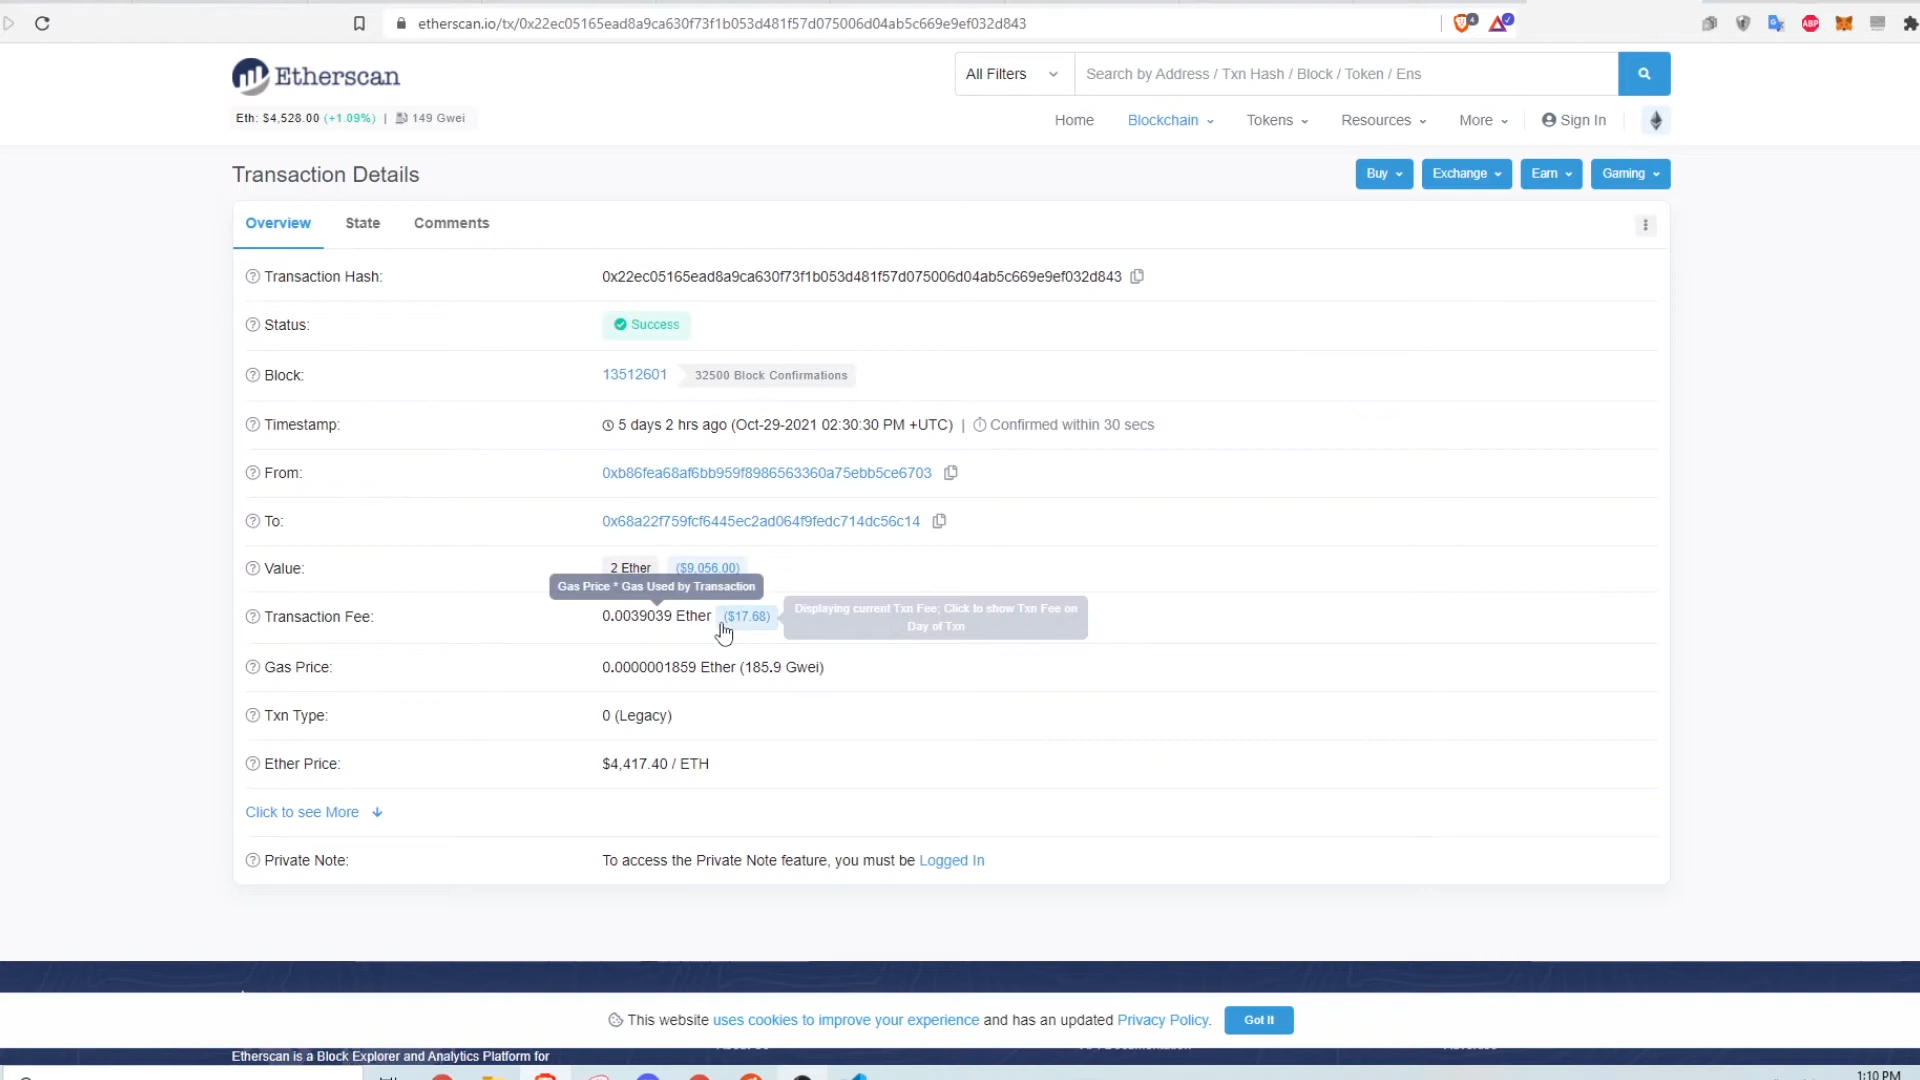 etherscan.io/tx/0x22ec05165ead8a9ca630f73f1b053d481f57d075006d04ab5c669e9ef032d843
4
ABP
Etherscan
All Filters
Search by Address / Txn Hash / Block / Token / Ens
Eth: $4,528.00 (+1.09%) | 149 Gwei
Home Blockchain Tokens Resources More Sign In
Transaction Details
Buy Exchange Earn Gaming
Overview State Comments
Transaction Hash: 0x22ec05165ead8a9ca630f73f1b053d481f57d075006d04ab5c669e9ef032d843
Status: Success
Block: 13512601 32500 Block Confirmations
Timestamp: 5 days 2 hrs ago (Oct-29-2021 02:30:30 PM +UTC) | Confirmed within 30 secs
From: 0xb86fea68af6bb959f8986563360a75ebb5ce6703
To: 0x68a22f759fcf6445ec2ad064f9fedc714dc56c14
Value: 2 Ether ($9,056.00)
Gas Price * Gas Used by Transaction
Transaction Fee: 0.0039039 Ether ($17.68)
Displaying current Txn Fee; Click to show Txn Fee on
Day of Txn
Gas Price: 0.0000001859 Ether (185.9 Gwei)
Txn Type: 0 (Legacy)
Ether Price: $4,417.40 / ETH
Click to see More
Private Note: To access the Private Note feature, you must be Logged In
This website uses cookies to improve your experience and has an updated Privacy Policy. Got It
Etherscan is a Block Explorer and Analytics Platform for
1:10 PM